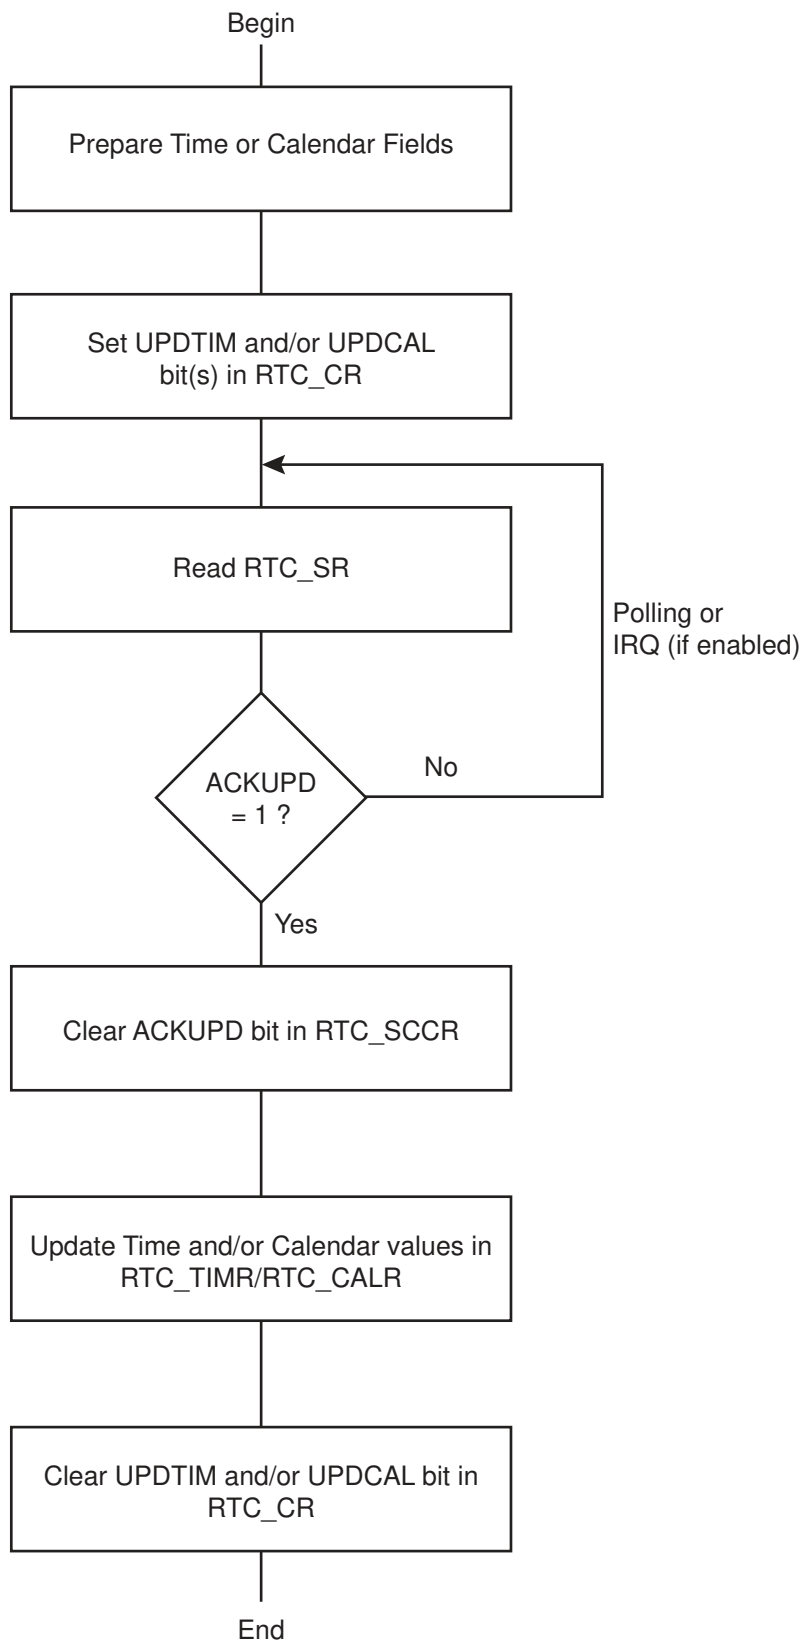 Begin
Prepare Time or Calendar Fields
Set UPDTIM and/or UPDCAL
bit(s) in RTC_CR
Read RTC_SR
Polling or
IRQ (if enabled)
ACKUPD
= 1 ?
No
Yes
Clear ACKUPD bit in RTC_SCCR
Update Time and/or Calendar values in
RTC_TIMR/RTC_CALR
Clear UPDTIM and/or UPDCAL bit in
RTC_CR
End